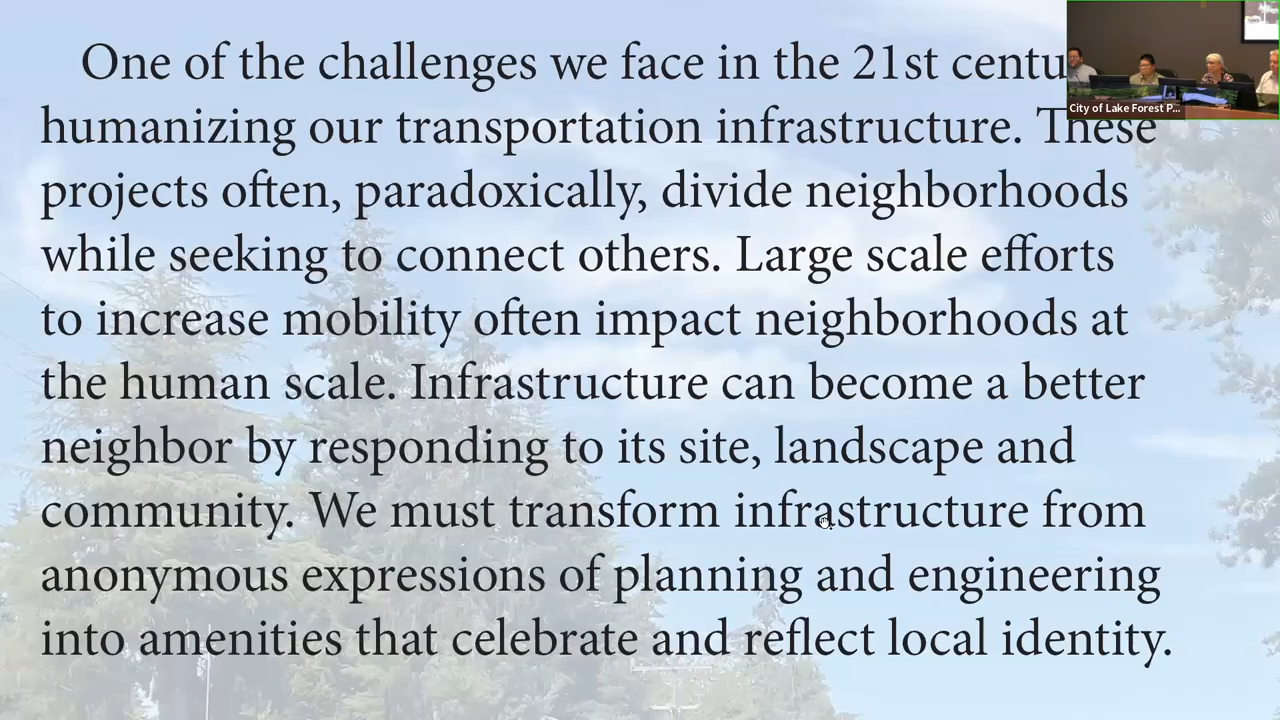 One of the challenges we face in the 21st centu
humanizing our transportation infrastructure. These
projects often, paradoxically, divide neighborhoods
while seeking to connect others. Large scale efforts
to increase mobility often impact neighborhoods at
the human scale. Infrastructure can become a better
neighbor by responding to its site, landscape and
community. We must transform infrastructure from
anonymous expressions of planning and engineering
into amenities that celebrate and reflect local identity.
City of Lake Forest P...